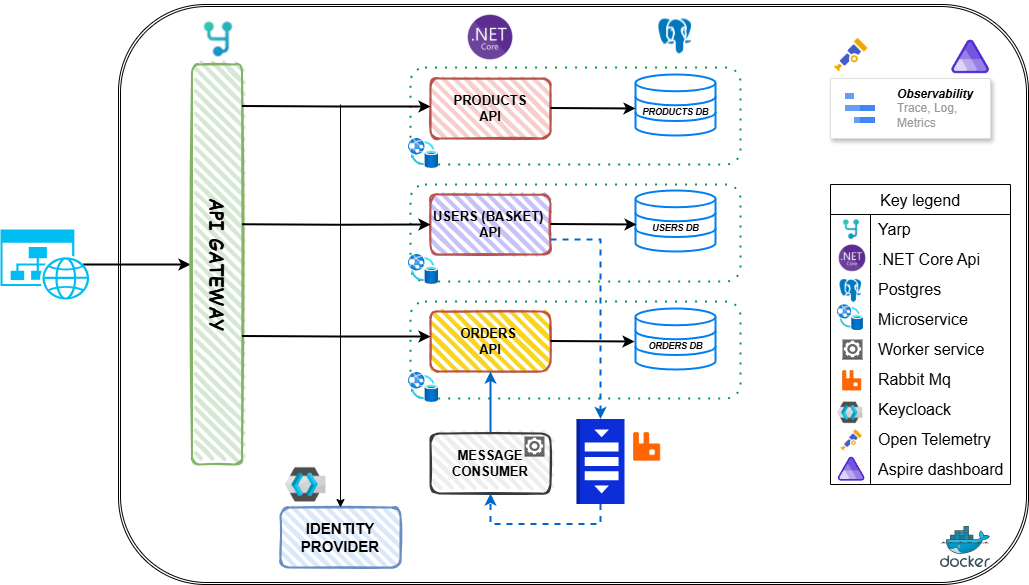 .NET
Core
API GATEWAY
PRODUCTS
API
PRODUCTS DB
USERS (BASKET)
API
USERS DB
ORDERS
API
ORDERS DB
MESSAGE
CONSUMER
IDENTITY
PROVIDER
Observability
Trace, Log,
Metrics
Key legend
Yarp
.NET
Core
.NET Core Api
Postgres
Microservice
Worker service
Rabbit Mq
Keycloack
Open Telemetry
Aspire dashboard
docker